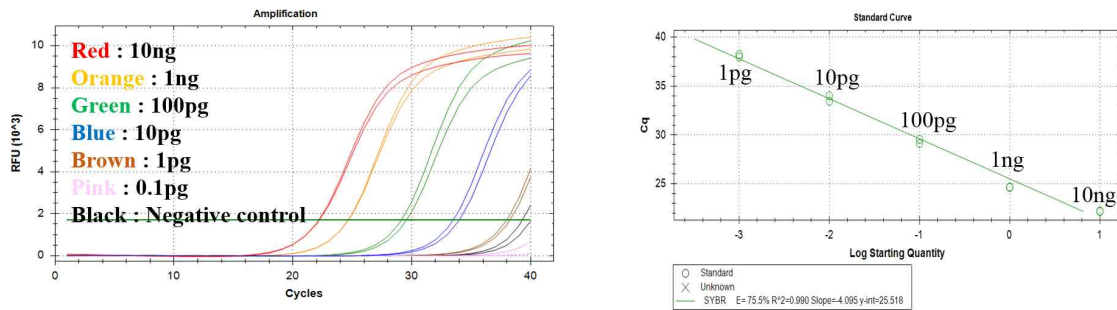 Amplification
10
8
6
4
2
0
RFU (10^3)
Red : 10ng
Orange : 1ng
Green : 100pg
Blue : 10pg
Brown : 1pg
Pink : 0.1pg
Black : Negative control
0
10
20
30
40
Cycles
Standard Curve
40
35
30
25
Cq
1pg
10pg
100pg
1ng
10ng
-3
-2
-1
0
1
Log Starting Quantity
Standard
Unknown
SYBR E= 75.5% R^2=0.990 Slope=-4.095 y-int=25.518